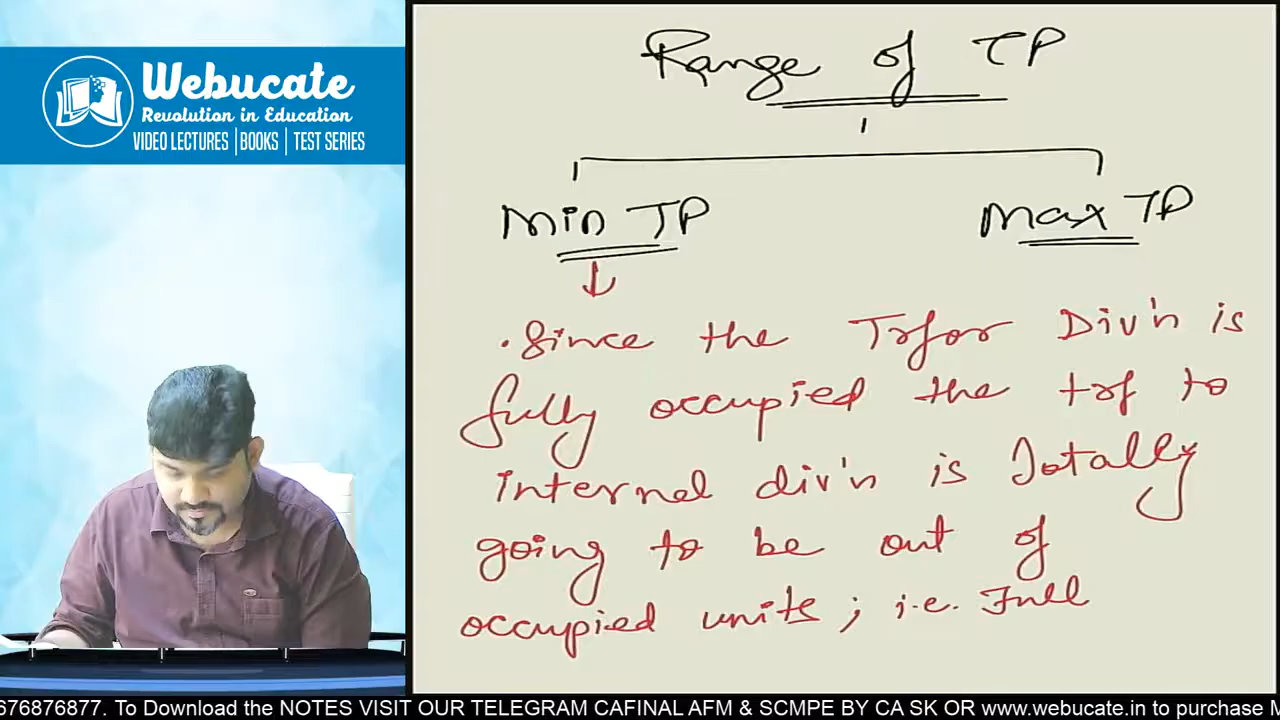 Webucate
Revolution in Education
VIDEO LECTURES | BOOKS | TEST SERIES
Range of TP
Min TP
Max TP
• Since the Trfor Div'n is
fully occupied the trf to
internal div'n is Totally
going to be out of
occupied units; i.e. Full
676876877. To Download the NOTES VISIT OUR TELEGRAM CAFINAL AFM & SCMPE BY CA SK OR www.webucate.in to purchase M